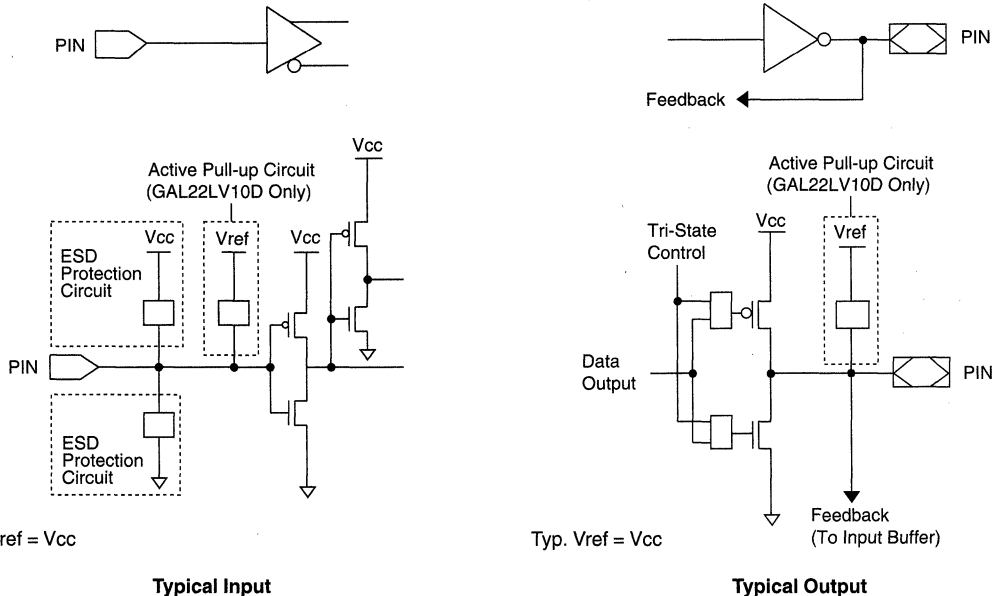 PIN
PIN
Feedback
Active Pull-up Circuit
(GAL22LV10D Only)
Vcc
ESD
Protection
Circuit
Vcc
Vref
Vcc
PIN
ESD
Protection
Circuit
ref = Vcc
Typical Input
Active Pull-up Circuit
(GAL22LV10D Only)
Tri-State
Control
Vcc
Vref
Data
Output
PIN
Feedback
(To Input Buffer)
Typ. Vref = Vcc
Typical Output